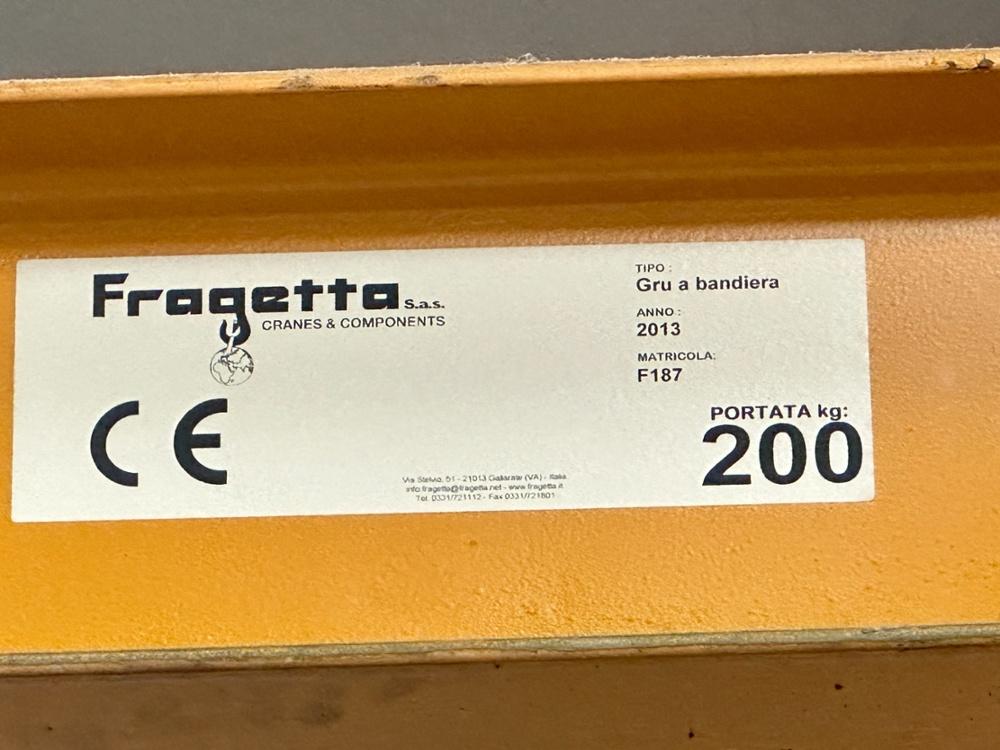 Fragetta S.a.s.
CRANES & COMPONENTS
CE
TIPO :
Gru a bandiera
ANNO :
2013
MATRICOLA:
F187
PORTATA kg:
200
Via Stelvio, 51 - 21013 Gallarate (VA) - Italia
info.fragetta@fragetta.net - www.fragetta.it
Tel. 0331/721112 - Fax 0331/721801